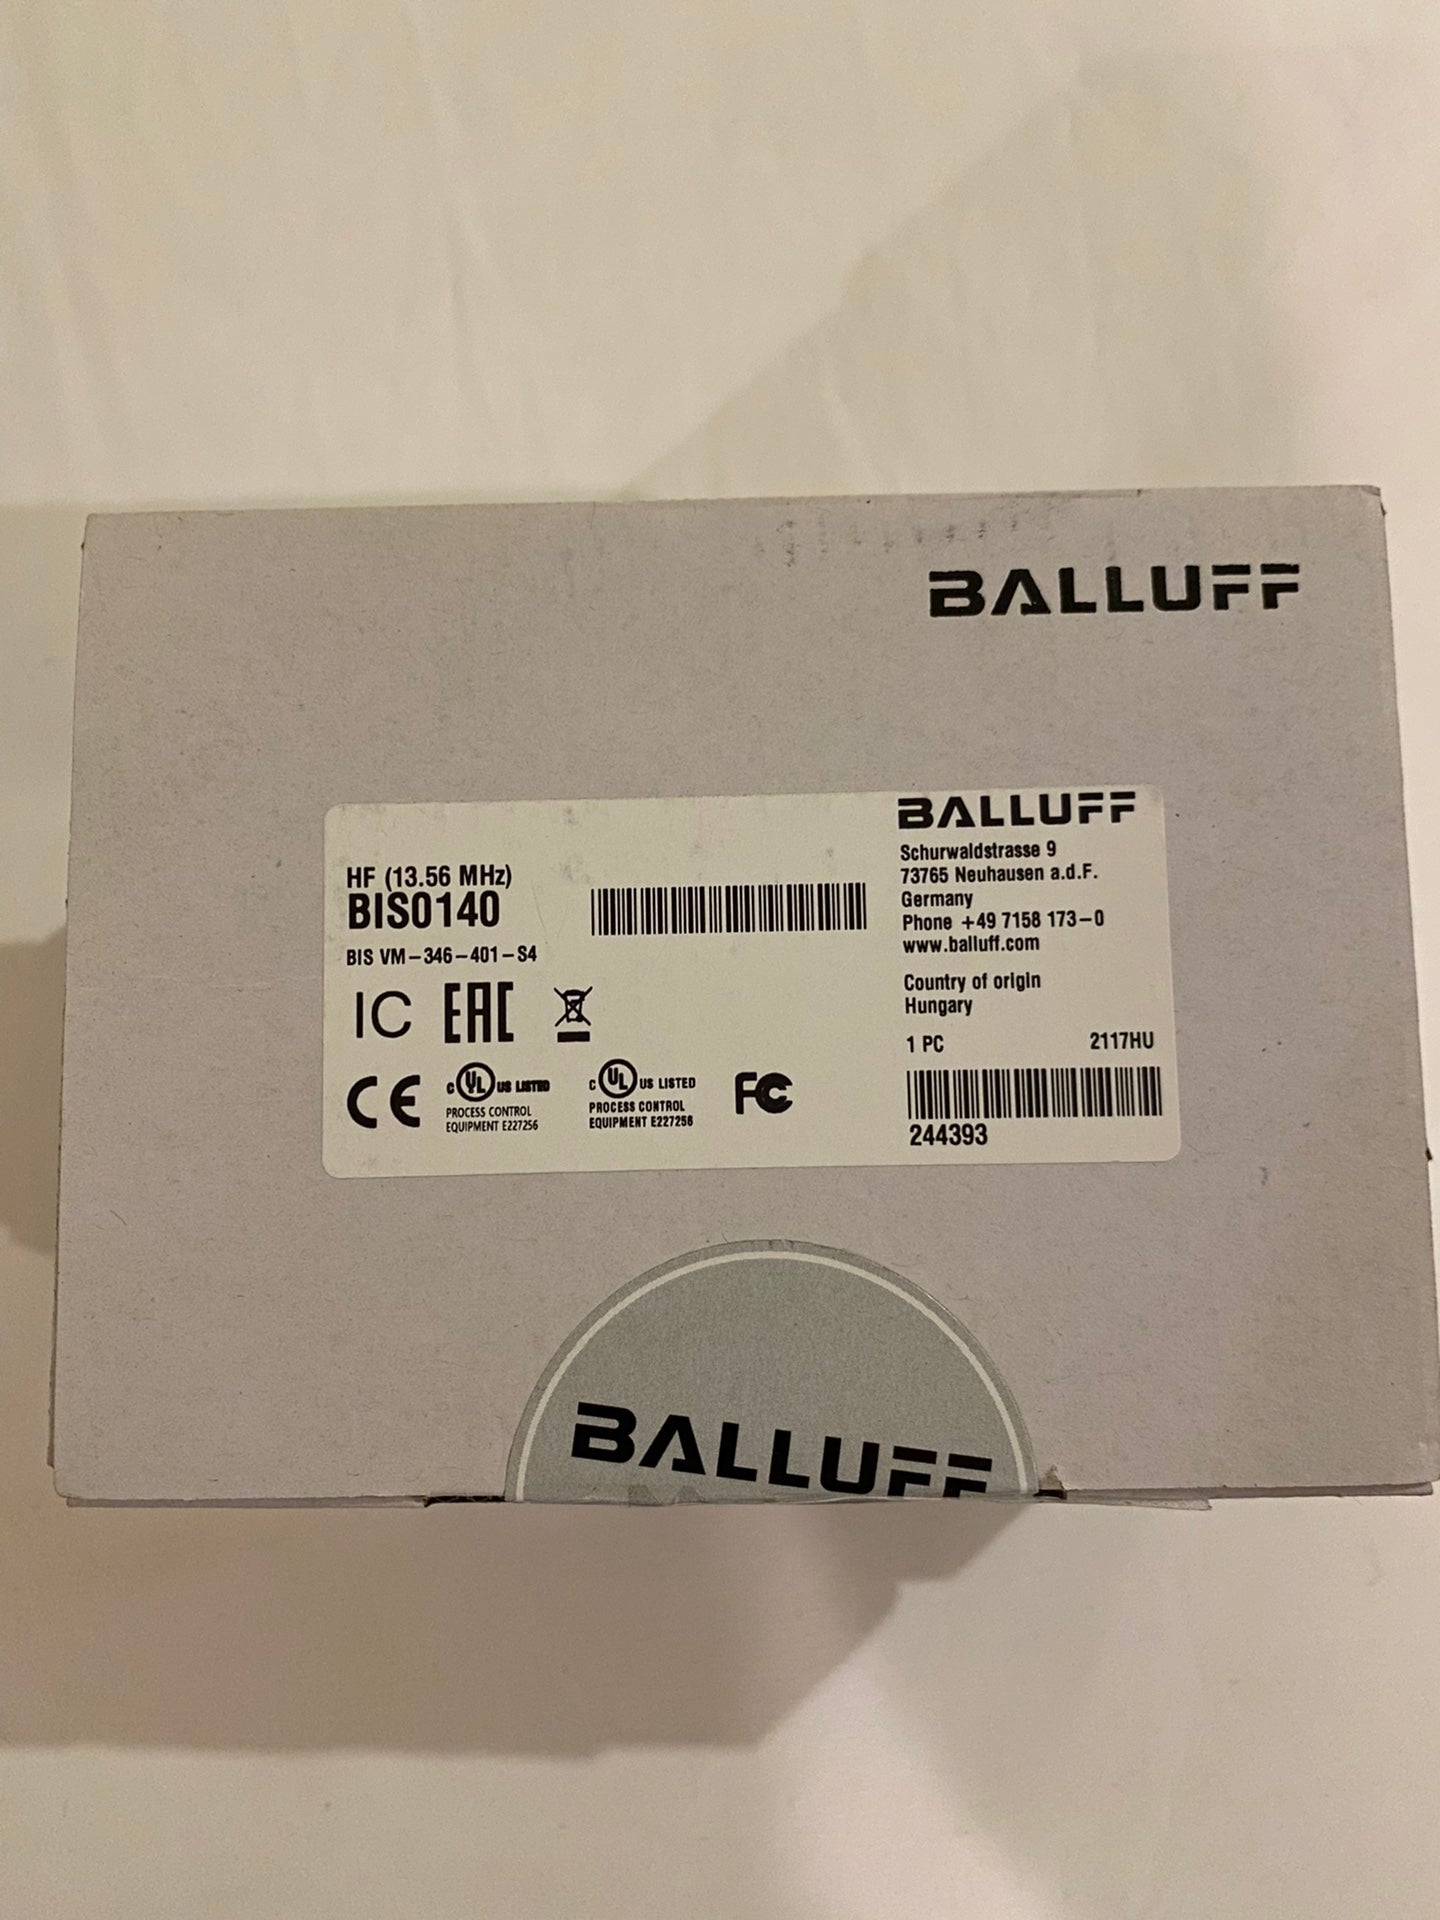 BALLUFF
BALLUFF
HF (13.56 MHz)
BIS0140
BIS VM-346-401-S4
Schurwaldstrasse 9
73765 Neuhausen a.d.F.
Germany
Phone +49 7158 173-0
www.balluff.com
Country of origin
Hungary
1 PC 2117HU
244393
IC EAC
CE
C UL US LISTED
PROCESS CONTROL
EQUIPMENT E227256
C UL US LISTED
PROCESS CONTROL
EQUIPMENT E227256
FC
BALLUFF